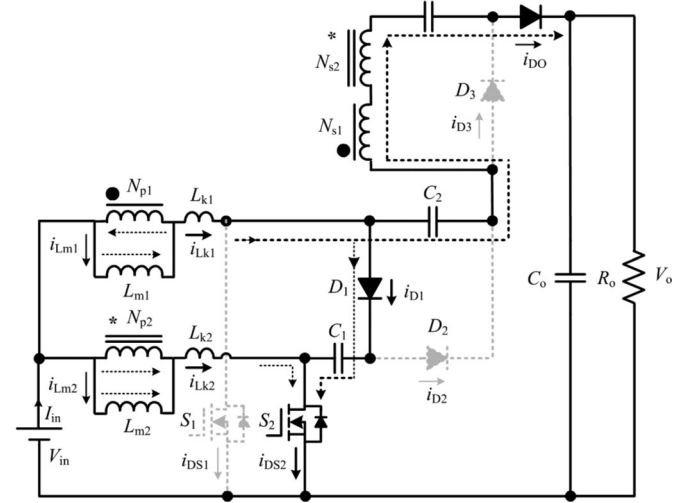 *
N_s2
i_DO
D_3
N_s1
i_D3
N_p1
L_k1
C_2
i_Lm1
i_Lk1
L_m1
D_1
i_D1
C_o
R_o
V_o
* N_p2
L_k2
C_1
D_2
i_Lm2
i_Lk2
i_D2
I_in
L_m2
S_1
S_2
V_in
i_DS1
i_DS2